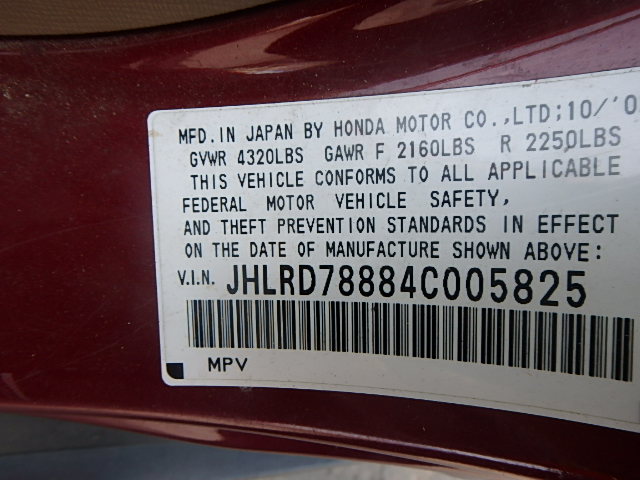 MFD. IN JAPAN BY HONDA MOTOR CO.,LTD;10/'0
GVWR 4320LBS GAWR F 2160LBS R 2250LBS
THIS VEHICLE CONFORMS TO ALL APPLICABLE
FEDERAL MOTOR VEHICLE SAFETY,
AND THEFT PREVENTION STANDARDS IN EFFECT
ON THE DATE OF MANUFACTURE SHOWN ABOVE:
V.I.N. JHLRD78884C005825
MPV